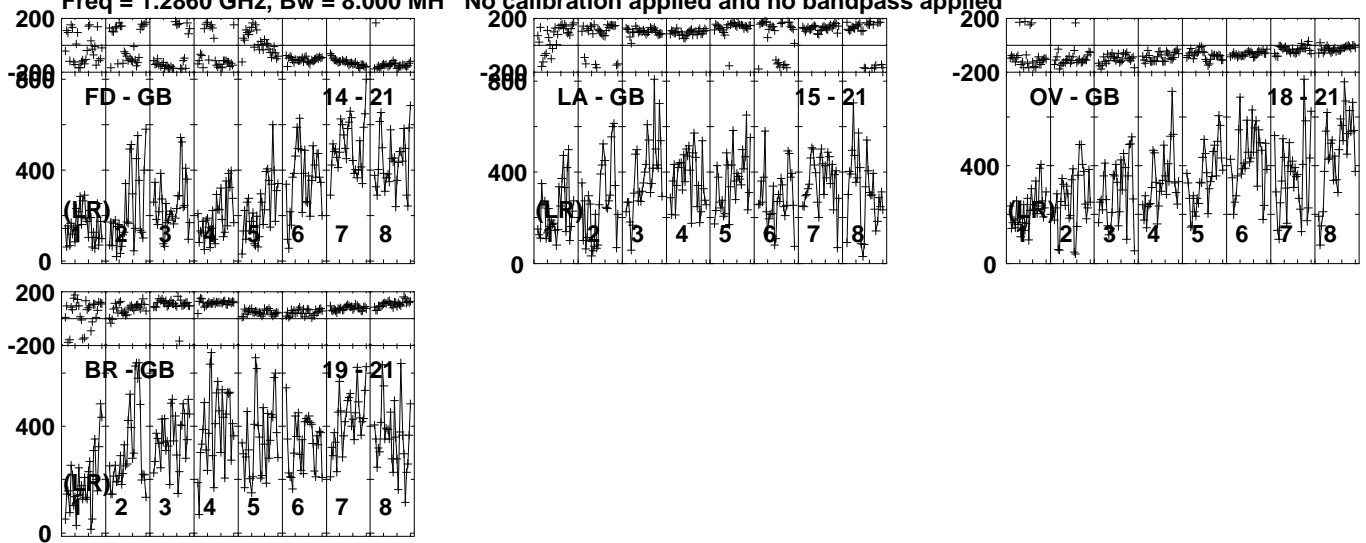 Freq = 1.2860 GHz, Bw = 8.000 MH No calibration applied and no bandpass applied
200
-200
800
400
0
FD - GB 14 - 21
(LR)
1 2 3 4 5 6 7 8
200
-200
800
400
0
LA - GB 15 - 21
(LR)
1 2 3 4 5 6 7 8
200
-200
400
0
OV - GB 18 - 21
(LR)
1 2 3 4 5 6 7 8
200
-200
400
0
BR - GB 19 - 21
(LR)
1 2 3 4 5 6 7 8